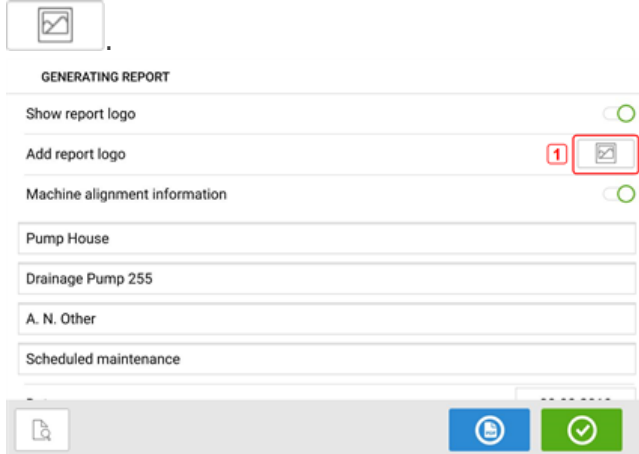 .
GENERATING REPORT
Show report logo
Add report logo 1
Machine alignment information
Pump House
Drainage Pump 255
A. N. Other
Scheduled maintenance